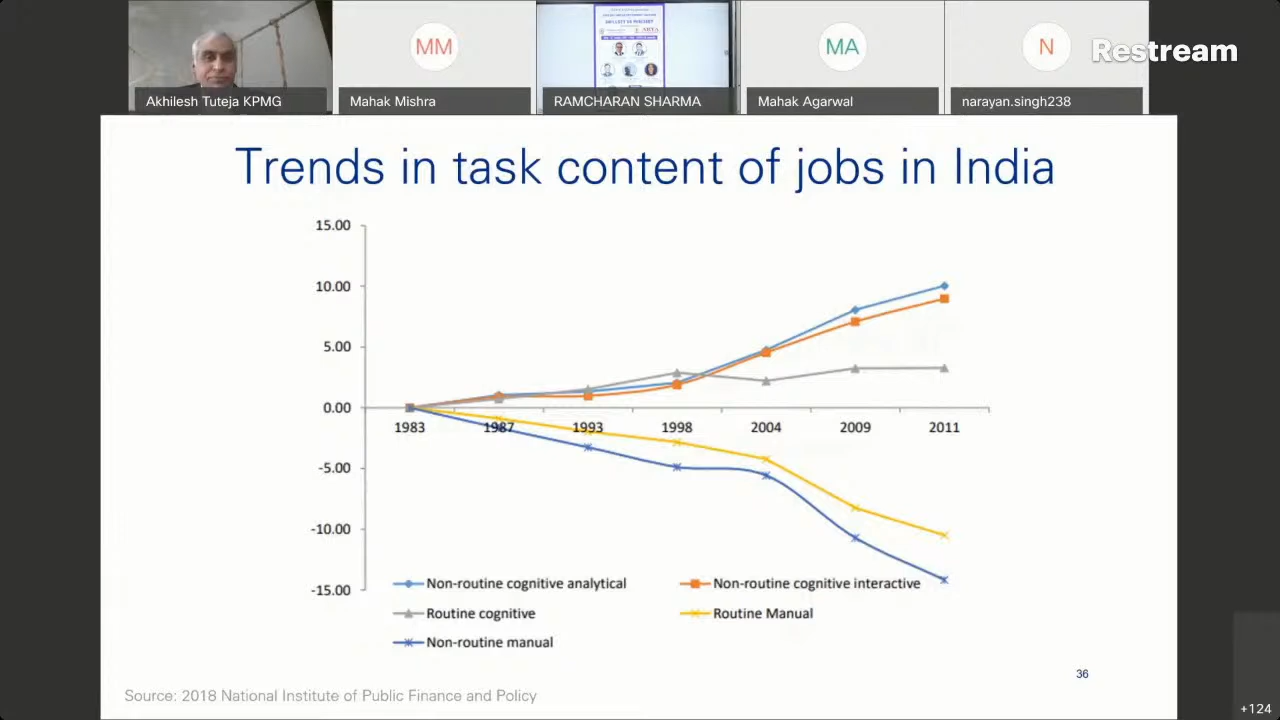 MM
MA
N
Restream
Akhilesh Tuteja KPMG
Mahak Mishra
RAMCHARAN SHARMA
Mahak Agarwal
narayan.singh238
Trends in task content of jobs in India
15.00
10.00
5.00
0.00
1983 1987 1993 1998 2004 2009 2011
-5.00
-10.00
-15.00
Non-routine cognitive analytical Non-routine cognitive interactive
Routine cognitive Routine Manual
Non-routine manual
36
Source: 2018 National Institute of Public Finance and Policy
+124